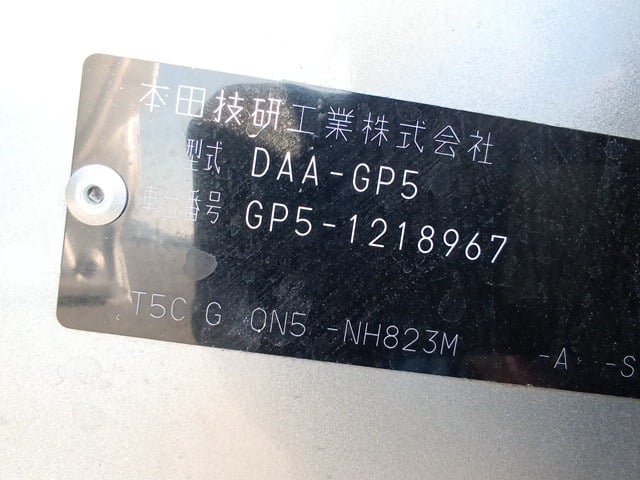 本田技研工業株式会社
型式 DAA-GP5
車台番号 GP5-1218967
T5C G ON5 -NH823M -A -S